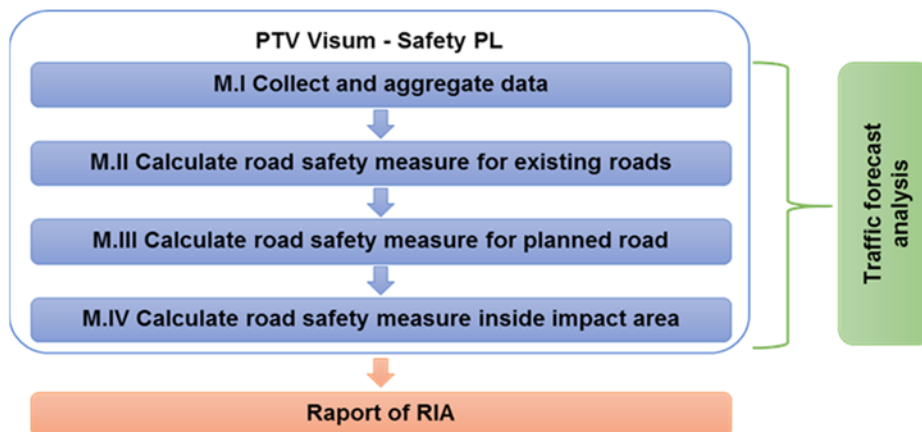 PTV Visum - Safety PL
M.I Collect and aggregate data
M.II Calculate road safety measure for existing roads
M.III Calculate road safety measure for planned road
M.IV Calculate road safety measure inside impact area
Raport of RIA
Traffic forecast
analysis